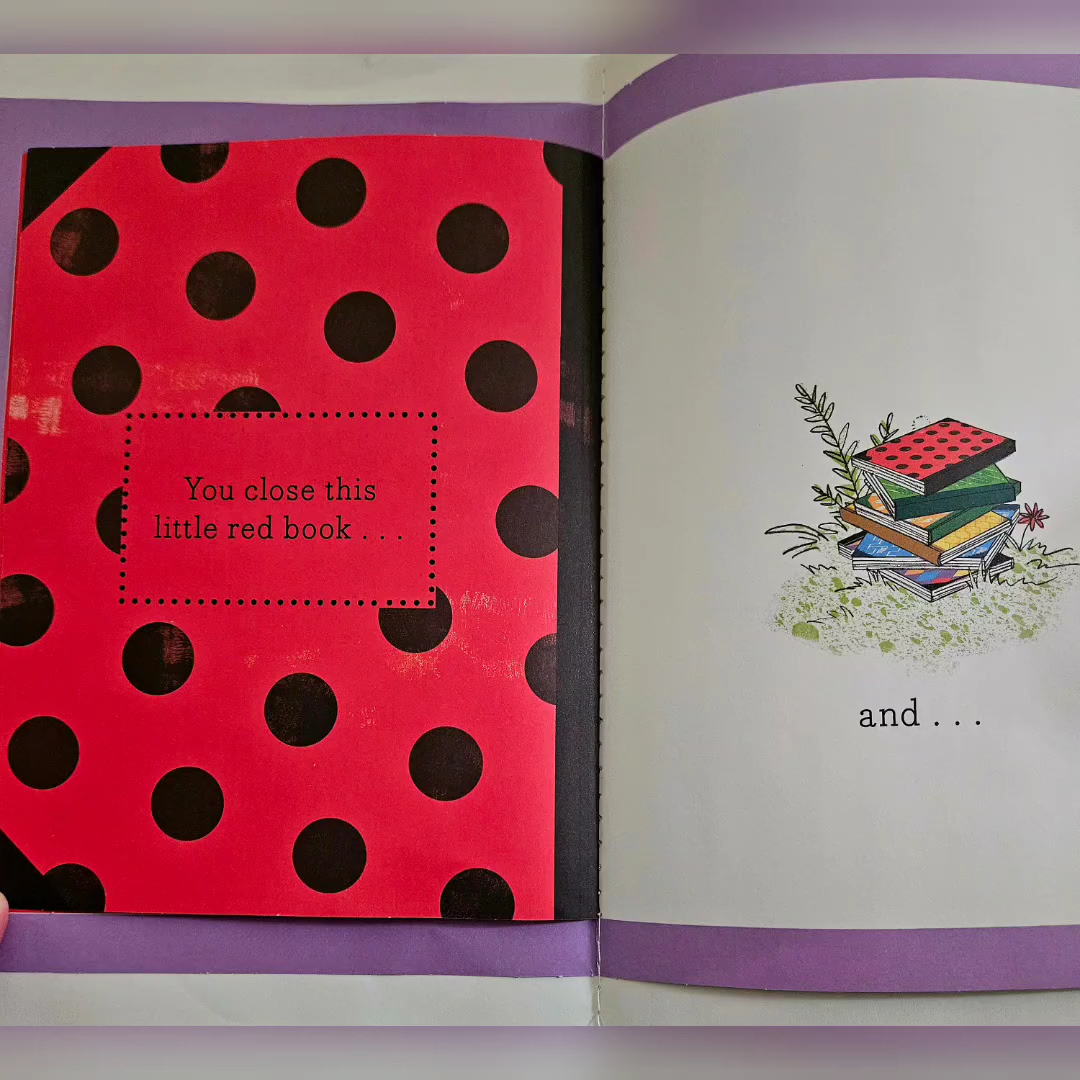 You close this
little red book . . .
and . . .